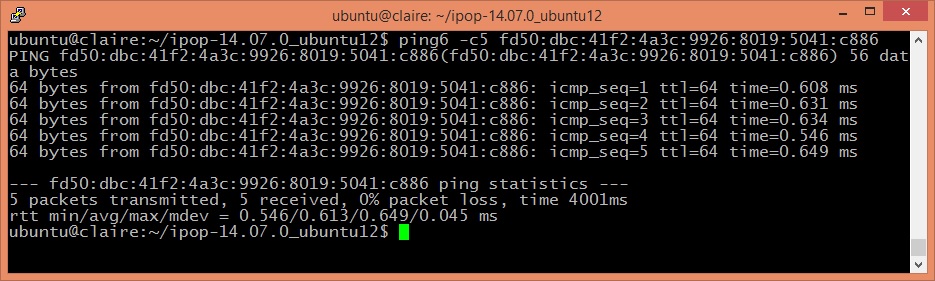 ubuntu@claire: ~/ipop-14.07.0_ubuntu12
ubuntu@claire:~/ipop-14.07.0_ubuntu12$ ping6 -c5 fd50:dbc:41f2:4a3c:9926:8019:5041:c886
PING fd50:dbc:41f2:4a3c:9926:8019:5041:c886(fd50:dbc:41f2:4a3c:9926:8019:5041:c886) 56 dat
a bytes
64 bytes from fd50:dbc:41f2:4a3c:9926:8019:5041:c886: icmp_seq=1 ttl=64 time=0.608 ms
64 bytes from fd50:dbc:41f2:4a3c:9926:8019:5041:c886: icmp_seq=2 ttl=64 time=0.631 ms
64 bytes from fd50:dbc:41f2:4a3c:9926:8019:5041:c886: icmp_seq=3 ttl=64 time=0.634 ms
64 bytes from fd50:dbc:41f2:4a3c:9926:8019:5041:c886: icmp_seq=4 ttl=64 time=0.546 ms
64 bytes from fd50:dbc:41f2:4a3c:9926:8019:5041:c886: icmp_seq=5 ttl=64 time=0.649 ms
--- fd50:dbc:41f2:4a3c:9926:8019:5041:c886 ping statistics ---
5 packets transmitted, 5 received, 0% packet loss, time 4001ms
rtt min/avg/max/mdev = 0.546/0.613/0.649/0.045 ms
ubuntu@claire:~/ipop-14.07.0_ubuntu12$